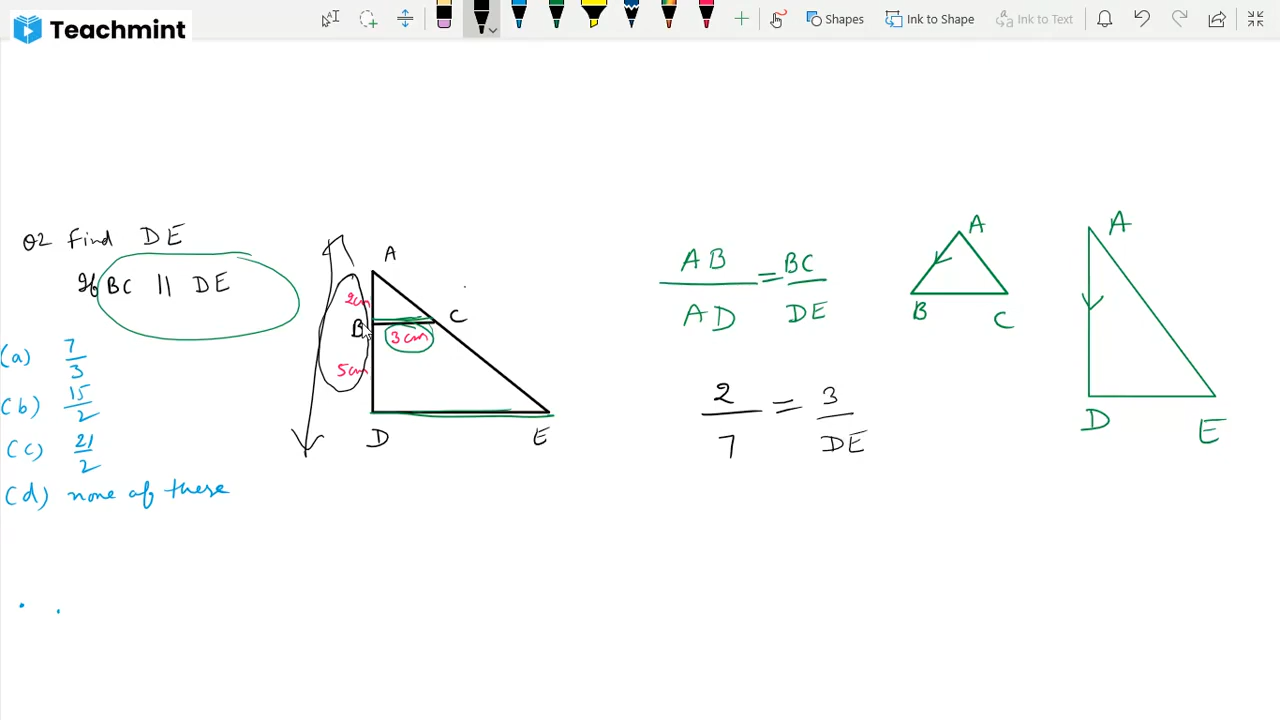 Teachmint
Shapes
Ink to Shape
Ink to Text
Q2 Find DE
If BC || DE
(a) 7/3
(b) 15/2
(c) 21/2
(d) none of these
A
2cm
B
C
3cm
5cm
D
E
AB/AD = BC/DE
2/7 = 3/DE
A
B
C
A
D
E